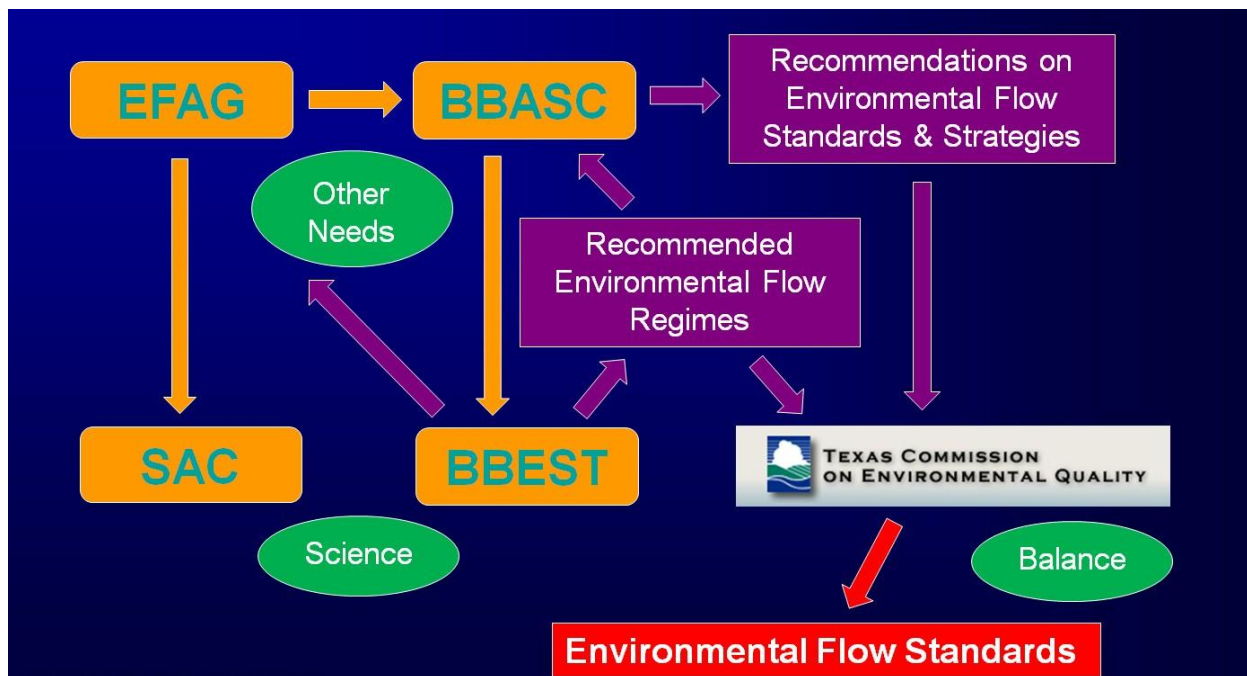 EFAG
BBASC
Recommendations on
Environmental Flow
Standards & Strategies
Other
Needs
Recommended
Environmental Flow
Regimes
SAC
BBEST
TEXAS COMMISSION
ON ENVIRONMENTAL QUALITY
Science
Balance
Environmental Flow Standards